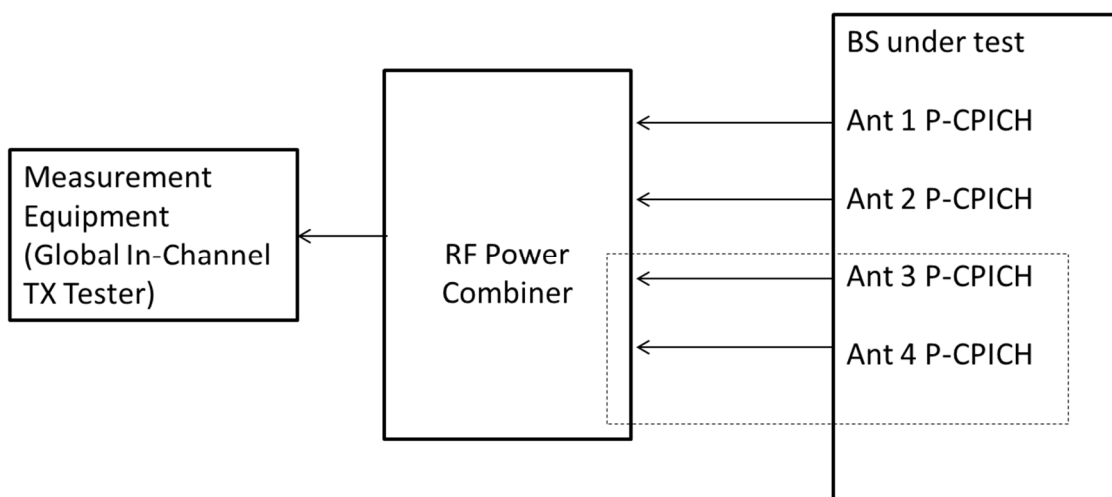 Measurement
Equipment
(Global In-Channel
TX Tester)
RF Power
Combiner
BS under test
Ant 1 P-CPICH
Ant 2 P-CPICH
Ant 3 P-CPICH
Ant 4 P-CPICH